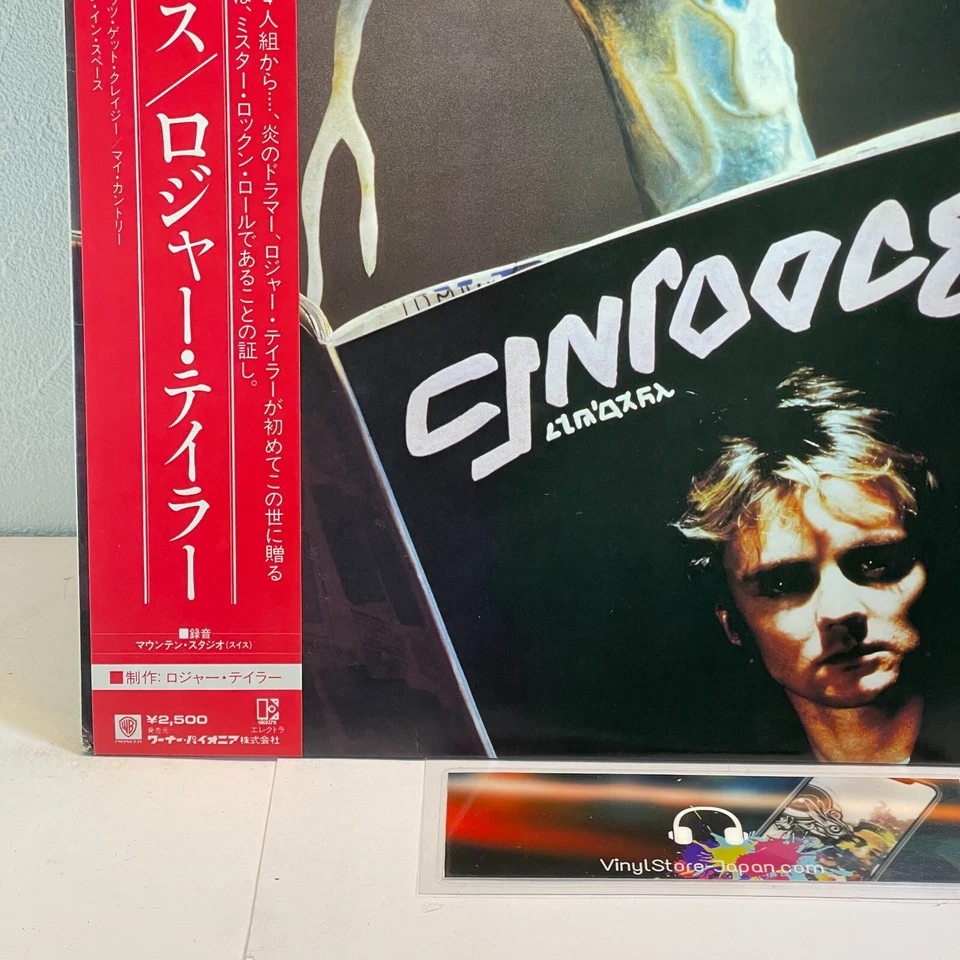 ス/ロジャー・テイラー
4人組から……、炎のドラマー、ロジャー・テイラーが初めてこの世に贈る
は、ミスター・ロックン・ロールであることの証し。
ツ・ゲット・クレイジー/マイ・カントリー
・イン・スペース
■録音
マウンテン・スタジオ(スイス)
■制作: ロジャー・テイラー
WB
PIONEER
¥2,500
発売元
ワーナー・パイオニア株式会社
エレクトラ
VinylStore-Japan.com